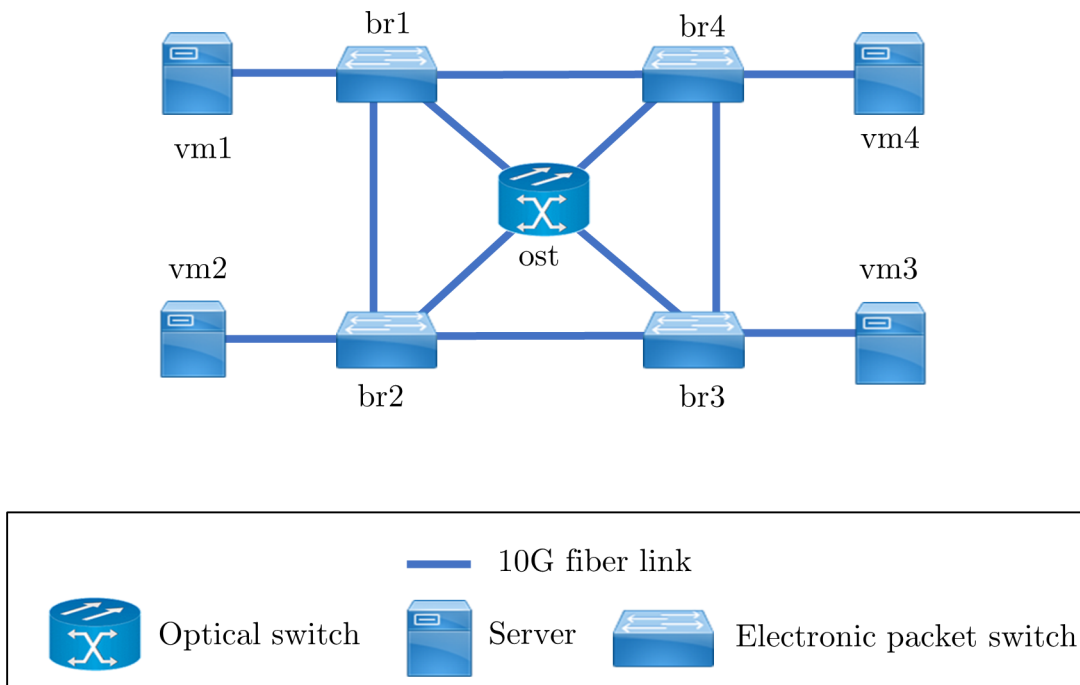 br1
br4
vm1
vm4
ost
vm2
vm3
br2
br3
10G fiber link
Optical switch
Server
Electronic packet switch